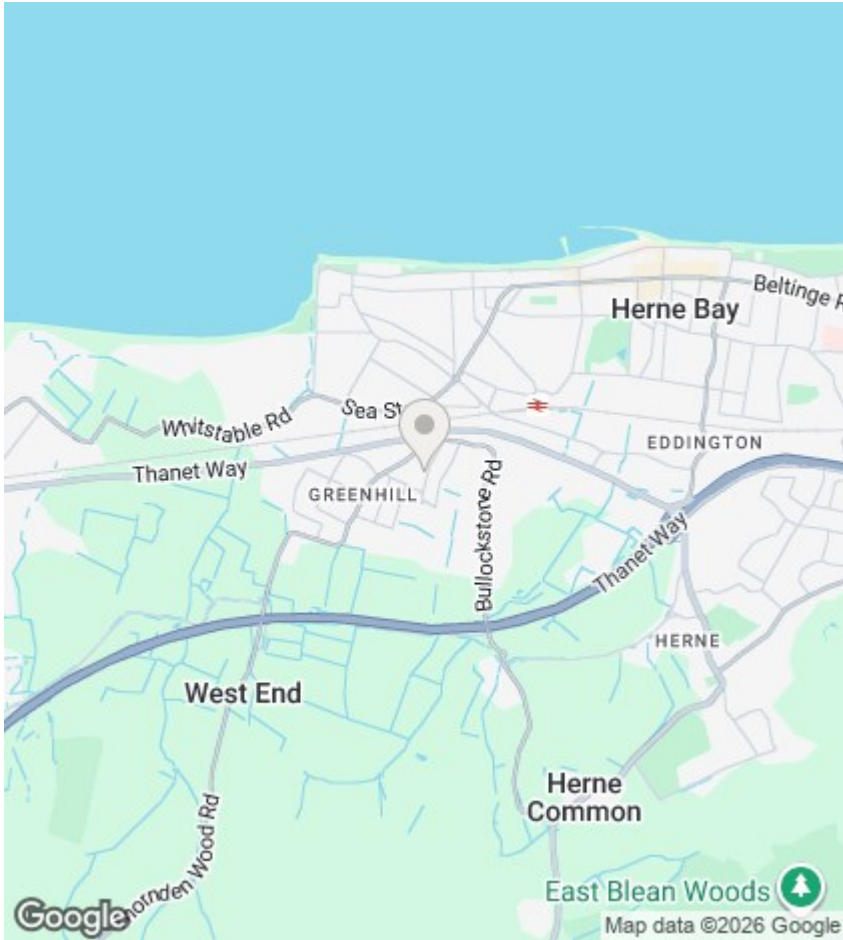 Beltinge R
Herne Bay
Sea St
Whitstable Rd
EDDINGTON
Thanet Way
GREENHILL
Bullockstone Rd
Thanet Way
HERNE
West End
Herne
Common
hornden Wood Rd
East Blean Woods
Google
Map data ©2026 Google